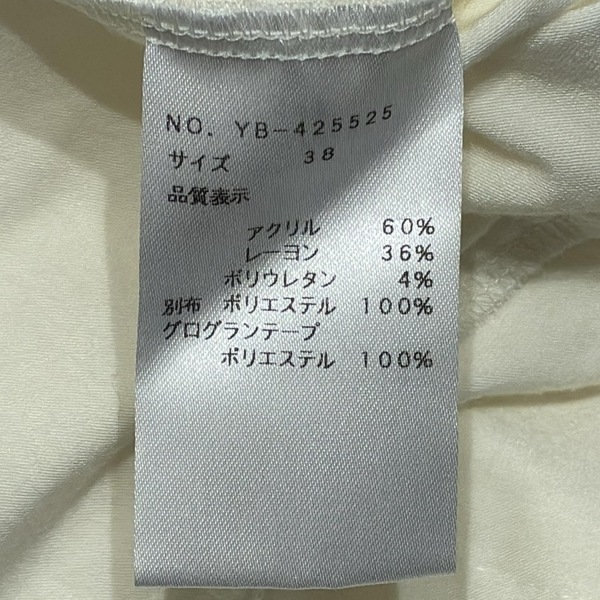 NO. YB-425525
サイズ 38
品質表示
アクリル 60%
レーヨン 36%
ポリウレタン 4%
別布 ポリエステル 100%
グログランテープ
ポリエステル 100%